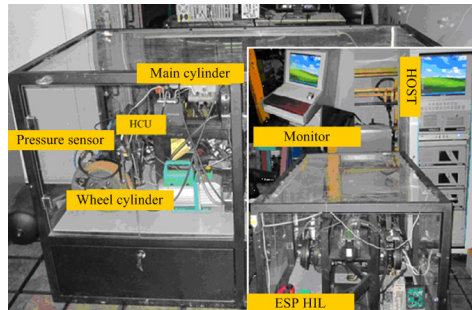 Main cylinder
HCU
Pressure sensor
Wheel cylinder
HOST
Monitor
ESP HIL